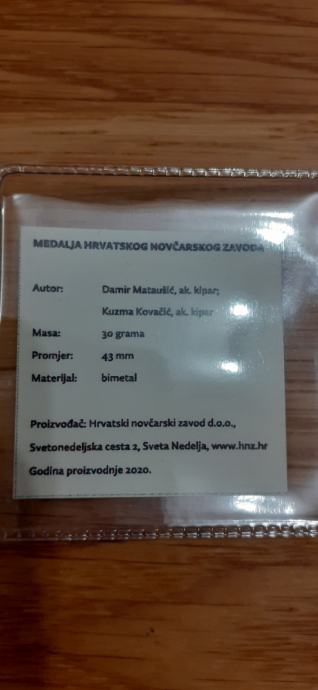 MEDALJA HRVATSKOG NOVČARSKOG ZAVODA
Autor: Damir Mataušić, ak. kipar;
Kuzma Kovačić, ak. kipar
Masa: 30 grama
Promjer: 43 mm
Materijal: bimetal
Proizvođač: Hrvatski novčarski zavod d.o.o.,
Svetonedeljska cesta 2, Sveta Nedelja, www.hnz.hr
Godina proizvodnje 2020.